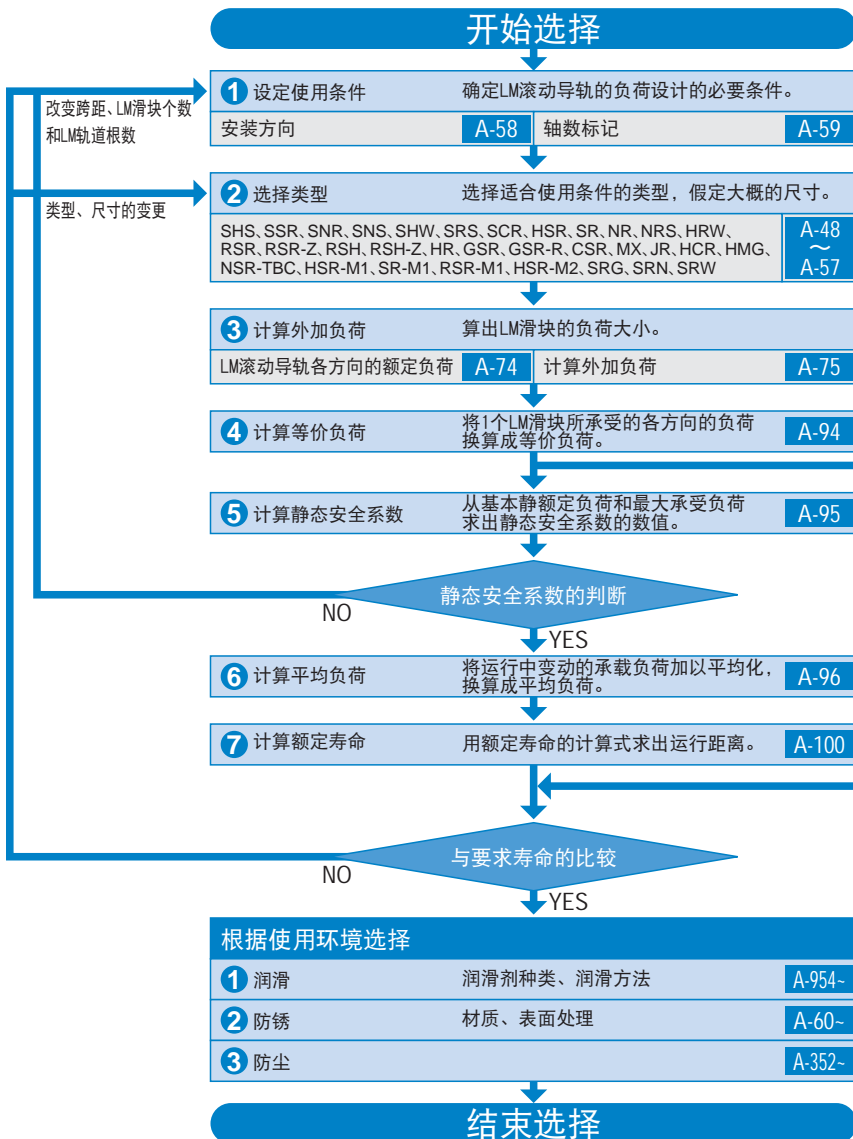 开始选择
1 设定使用条件 确定LM滚动导轨的负荷设计的必要条件。
安装方向 A-58 轴数标记 A-59
改变跨距、LM滑块个数
和LM轨道根数
2 选择类型 选择适合使用条件的类型，假定大概的尺寸。
类型、尺寸的变更
SHS、SSR、SNR、SNS、SHW、SRS、SCR、HSR、SR、NR、NRS、HRW、
RSR、RSR-Z、RSH、RSH-Z、HR、GSR、GSR-R、CSR、MX、JR、HCR、HMG、
NSR-TBC、HSR-M1、SR-M1、RSR-M1、HSR-M2、SRG、SRN、SRW
A-48
～
A-57
3 计算外加负荷 算出LM滑块的负荷大小。
LM滚动导轨各方向的额定负荷 A-74 计算外加负荷 A-75
4 计算等价负荷 将1个LM滑块所承受的各方向的负荷
换算成等价负荷。 A-94
5 计算静态安全系数 从基本静额定负荷和最大承受负荷
求出静态安全系数的数值。 A-95
静态安全系数的判断
NO
YES
6 计算平均负荷 将运行中变动的承载负荷加以平均化，
换算成平均负荷。 A-96
7 计算额定寿命 用额定寿命的计算式求出运行距离。 A-100
与要求寿命的比较
NO
YES
根据使用环境选择
1 润滑 润滑剂种类、润滑方法 A-954~
2 防锈 材质、表面处理 A-60~
3 防尘 A-352~
结束选择